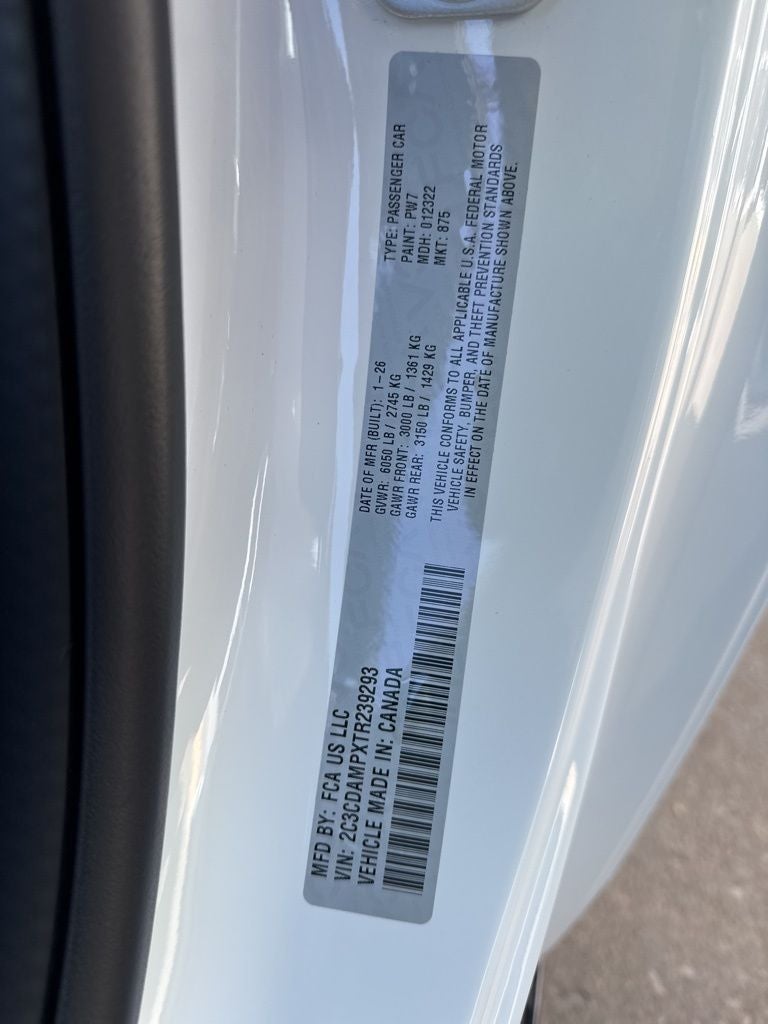 MFD BY: FCA US LLC
VIN: 2C3CDAMPXTR239293
VEHICLE MADE IN: CANADA
DATE OF MFR (BUILT): 1-26
GVWR: 6050 LB / 2745 KG
GAWR FRONT: 3000 LB / 1361 KG
GAWR REAR: 3150 LB / 1429 KG
TYPE: PASSENGER CAR
PAINT: PW7
MDH: 012322
MKT: 875
THIS VEHICLE CONFORMS TO ALL APPLICABLE U.S.A. FEDERAL MOTOR
VEHICLE SAFETY, BUMPER, AND THEFT PREVENTION STANDARDS
IN EFFECT ON THE DATE OF MANUFACTURE SHOWN ABOVE.